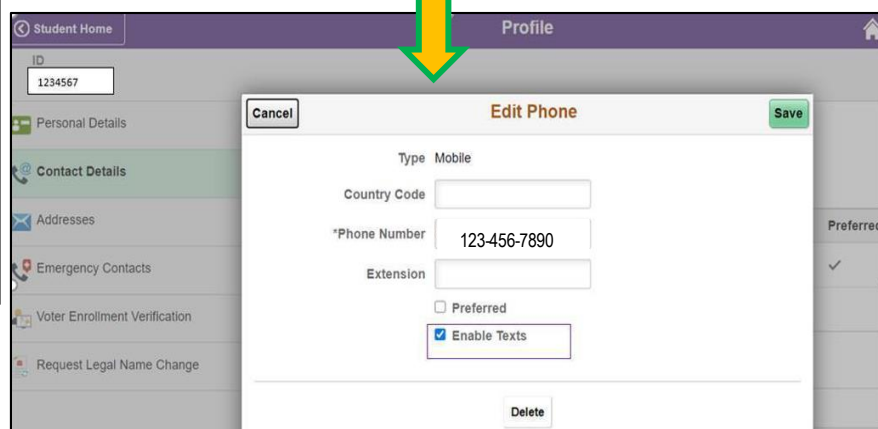 Student Home
Profile
ID
1234567
Personal Details
Contact Details
Addresses
Emergency Contacts
Voter Enrollment Verification
Request Legal Name Change
Cancel
Edit Phone
Save
Type Mobile
Country Code
*Phone Number 123-456-7890
Extension
Preferred
Enable Texts
Delete
Preferred